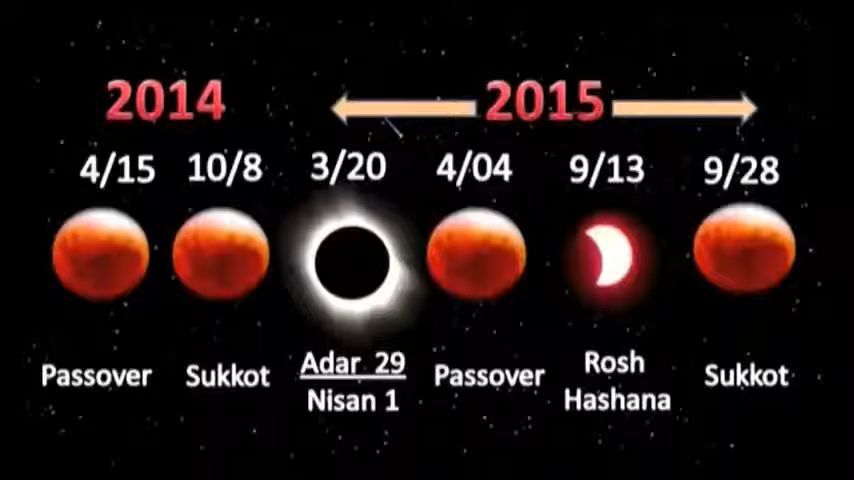 2014 2015
4/15 10/8 3/20 4/04 9/13 9/28
Passover Sukkot Adar 29 Passover Rosh Sukkot
Nisan 1 Hashana